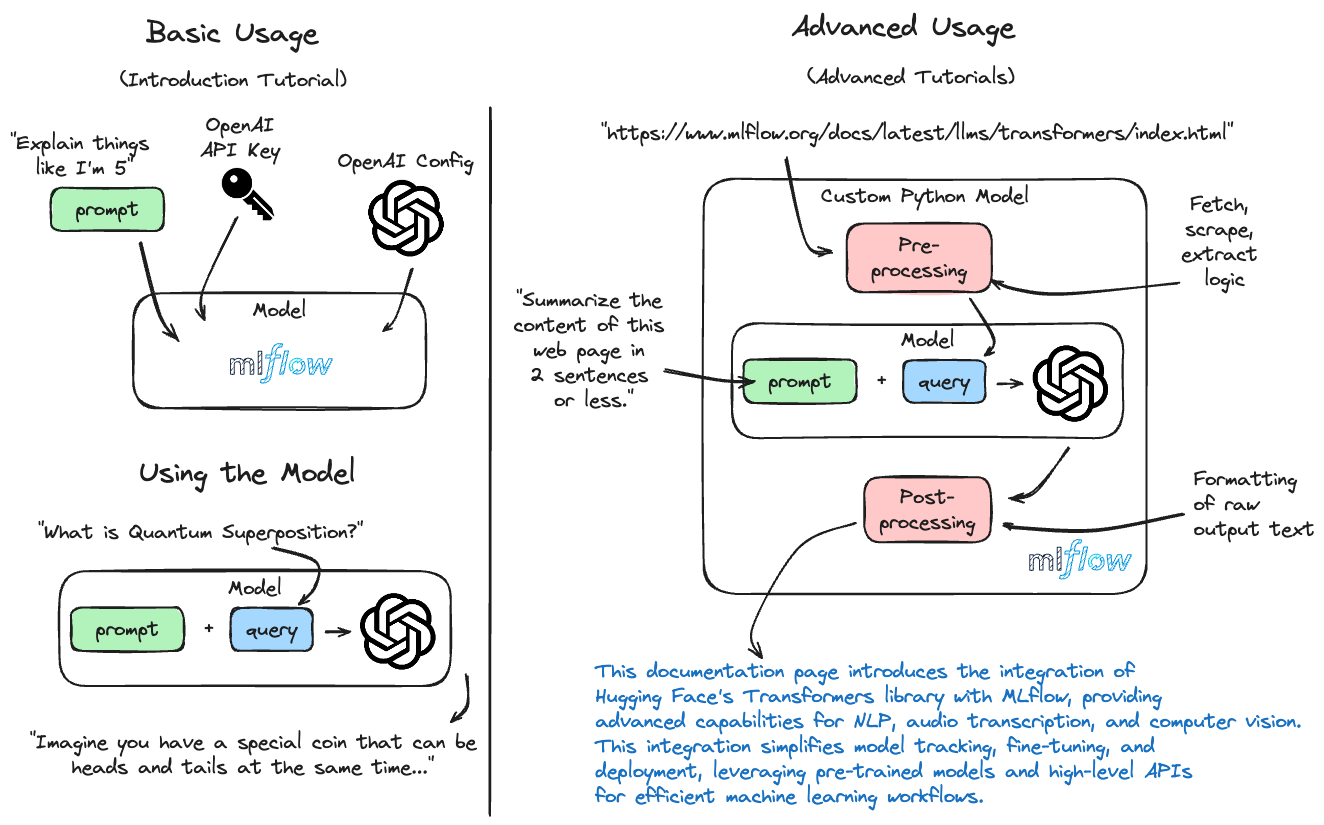 Basic Usage
(Introduction Tutorial)
"Explain things
like I'm 5"
prompt
OpenAI
API Key
OpenAI Config
Model
mlflow
Using the Model
"What is Quantum Superposition?"
Model
prompt
+
query
"Imagine you have a special coin that can be
heads and tails at the same time..."
Advanced Usage
(Advanced Tutorials)
"https://www.mlflow.org/docs/latest/llms/transformers/index.html"
Custom Python Model
Pre-
processing
Fetch,
scrape,
extract
logic
"Summarize the
content of this
web page in
2 sentences
or less."
Model
prompt
+
query
Post-
processing
Formatting
of raw
output text
mlflow
This documentation page introduces the integration of
Hugging Face's Transformers library with MLflow, providing
advanced capabilities for NLP, audio transcription, and computer vision.
This integration simplifies model tracking, fine-tuning, and
deployment, leveraging pre-trained models and high-level APIs
for efficient machine learning workflows.